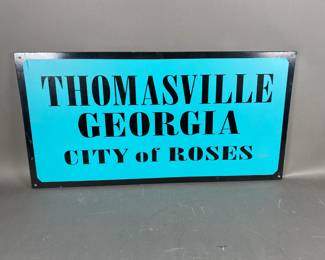 THOMASVILLE
GEORGIA
CITY of ROSES